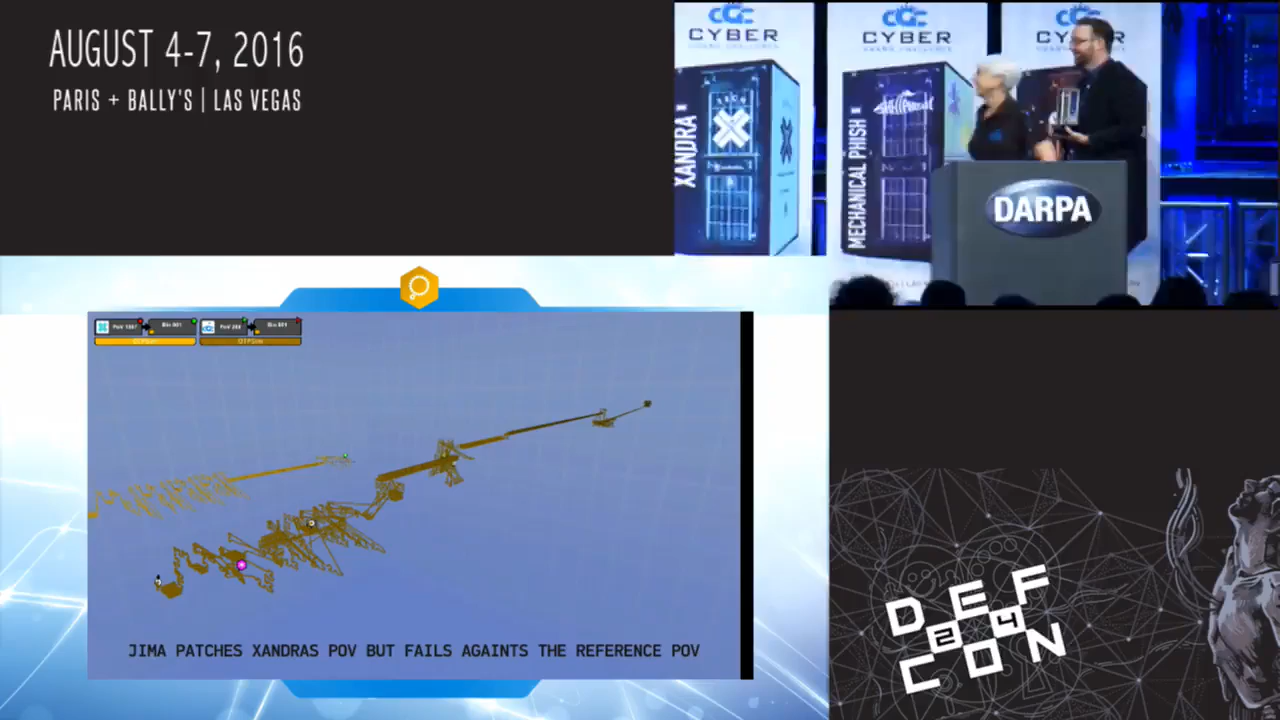 AUGUST 4-7, 2016
PARIS + BALLY'S | LAS VEGAS
CGC
CYBER
CGC
CYBER
CGC
CYBER
XANDRA
MECHANICAL PHISH
DARPA
JIMA PATCHES XANDRAS POV BUT FAILS AGAINTS THE REFERENCE POV
DEF
24
CON